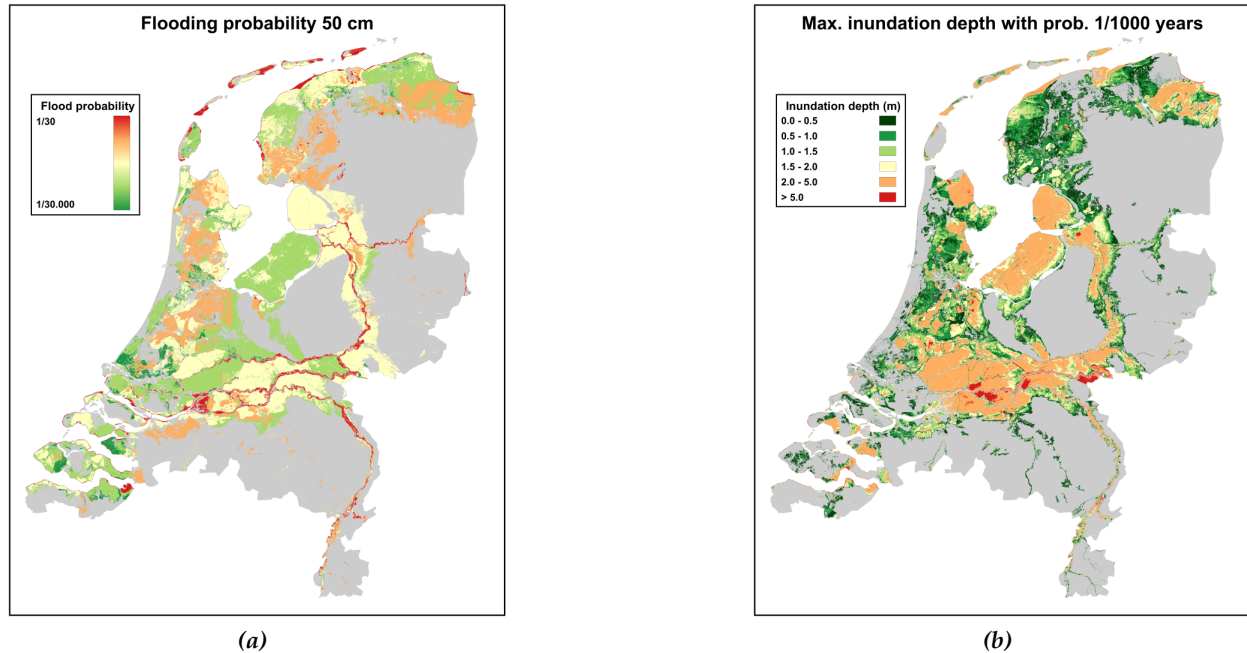 Flooding probability 50 cm
Flood probability
1/30
1/30.000
(a)
Max. inundation depth with prob. 1/1000 years
Inundation depth (m)
0.0 - 0.5
0.5 - 1.0
1.0 - 1.5
1.5 - 2.0
2.0 - 5.0
> 5.0
(b)